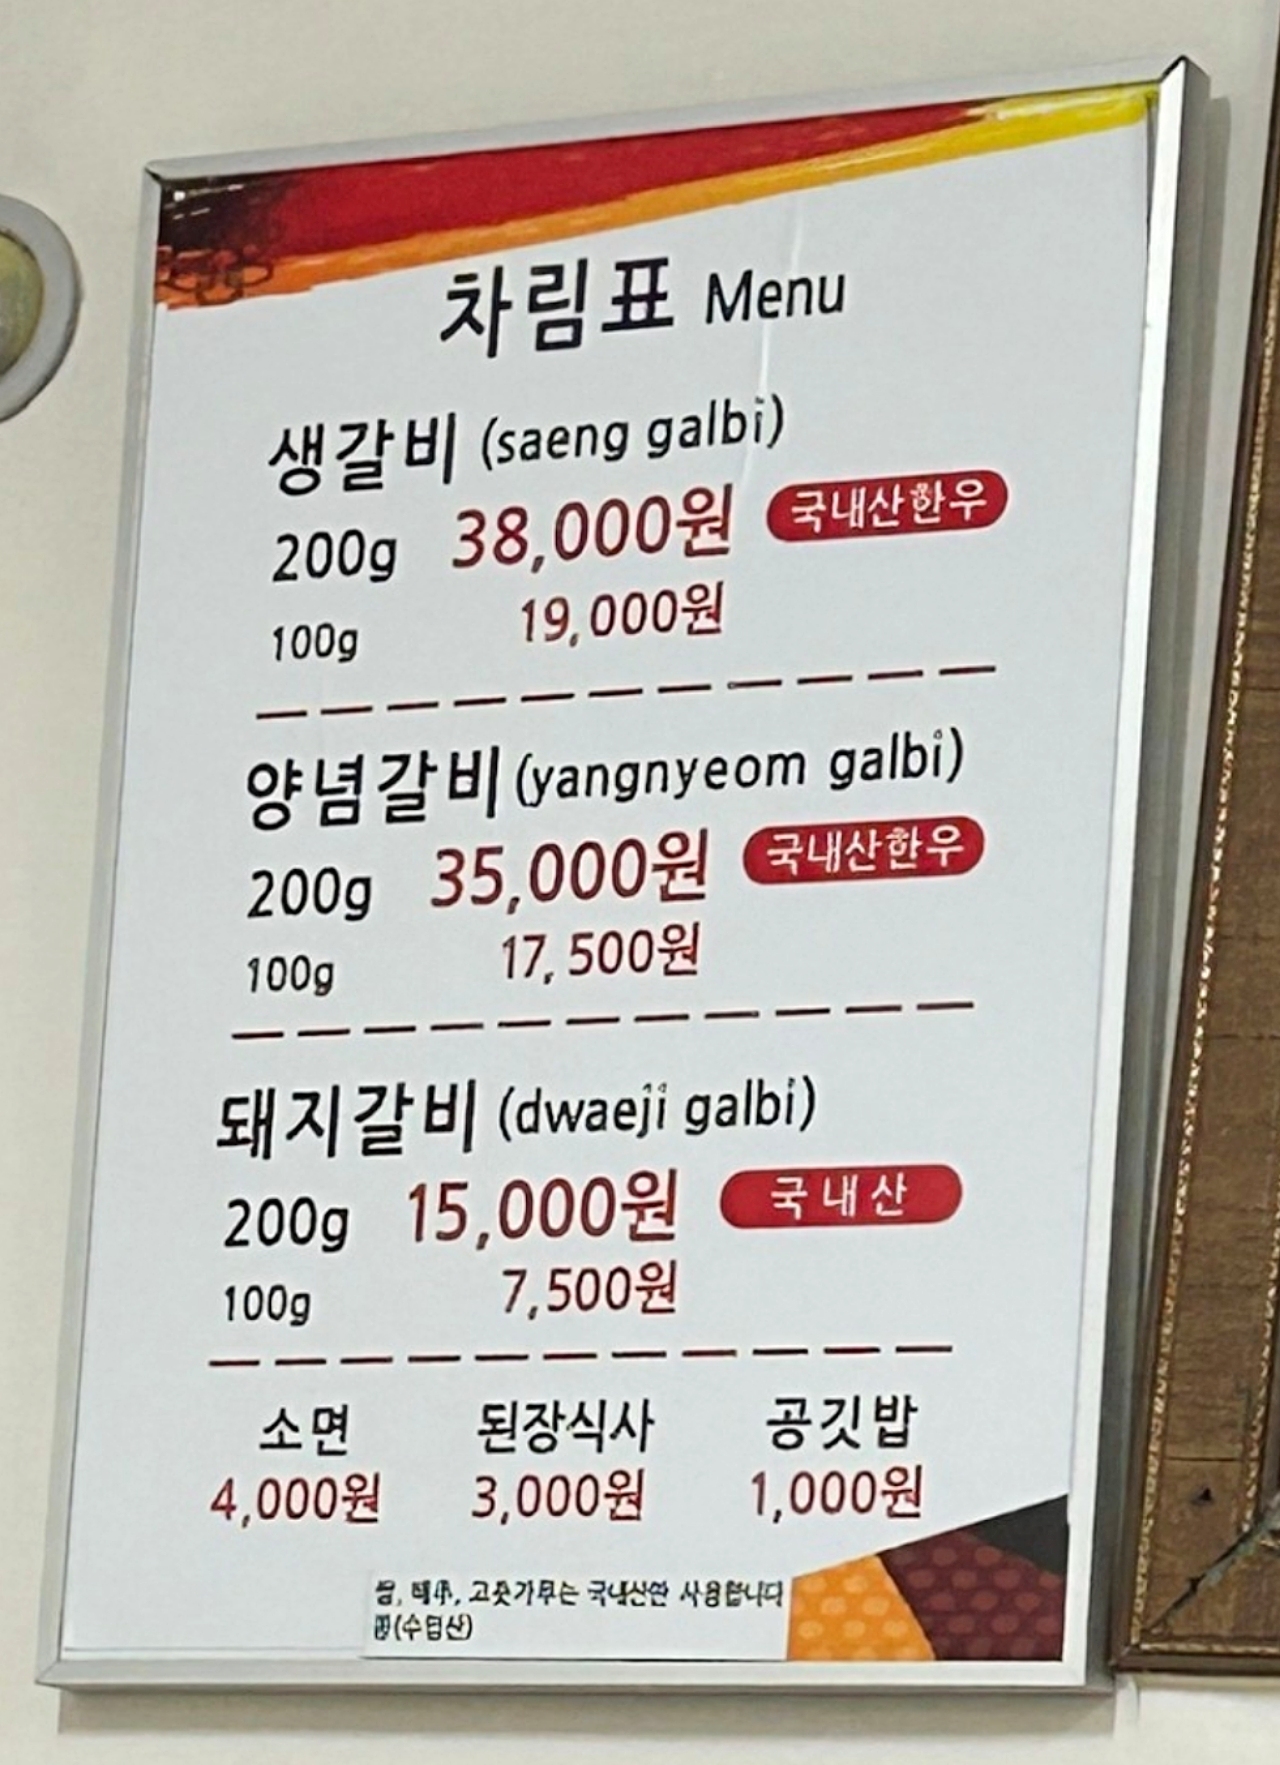 차림표 Menu
생갈비 (saeng galbi)
200g 38,000원 국내산한우
100g 19,000원
양념갈비 (yangnyeom galbi)
200g 35,000원 국내산한우
100g 17,500원
돼지갈비 (dwaeji galbi)
200g 15,000원 국내산
100g 7,500원
소면 된장식사 공깃밥
4,000원 3,000원 1,000원
고춧가루는 국내산만 사용합니다
(수입산)